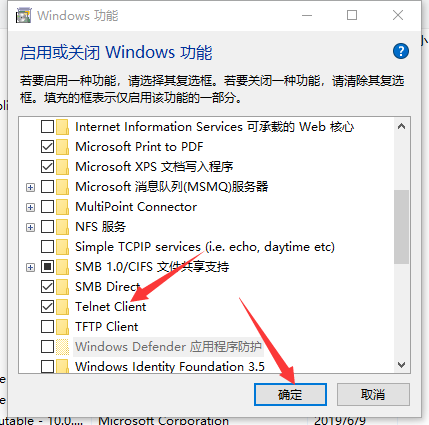 Windows 功能
启用或关闭 Windows 功能
若要启用一种功能，请选择其复选框。若要关闭一种功能，请清除其复选
框。填充的框表示仅启用该功能的一部分。
Internet Information Services 可承载的 Web 核心
Microsoft Print to PDF
Microsoft XPS 文档写入程序
Microsoft 消息队列(MSMQ)服务器
MultiPoint Connector
NFS 服务
Simple TCPIP services (i.e. echo, daytime etc)
SMB 1.0/CIFS 文件共享支持
SMB Direct
Telnet Client
TFTP Client
Windows Defender 应用程序防护
Windows Identity Foundation 3.5
确定
取消
utable - 10.0...
Microsoft Corporation
2019/6/9